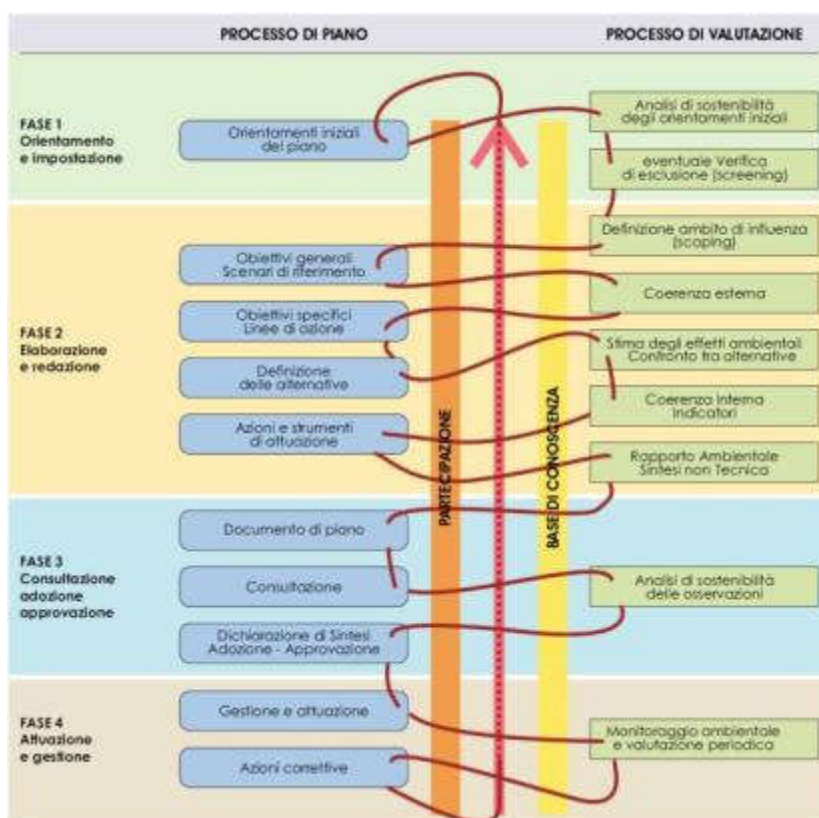 PROCESSO DI PIANO
PROCESSO DI VALUTAZIONE
FASE 1
Orientamento
e impostazione
Orientamenti iniziali
del piano
Analisi di sostenibilità
degli orientamenti iniziali
eventuale Verifica
di esclusione (screening)
FASE 2
Elaborazione
e redazione
Definizione ambito di influenza
(scoping)
Obiettivi generali
Scenari di riferimento
Coerenza esterna
Obiettivi specifici
Linee di azione
Stima degli effetti ambientali
Confronto fra alternative
Definizione
delle alternative
Coerenza interna
Indicatori
Azioni e strumenti
di attuazione
Rapporto Ambientale
Sintesi non Tecnica
PARTECIPAZIONE
BASE DI CONOSCENZA
FASE 3
Consultazione
adozione
approvazione
Documento di piano
Consultazione
Analisi di sostenibilità
delle osservazioni
Dichiarazione di Sintesi
Adozione - Approvazione
FASE 4
Attuazione
e gestione
Gestione e attuazione
Monitoraggio ambientale
e valutazione periodica
Azioni correttive